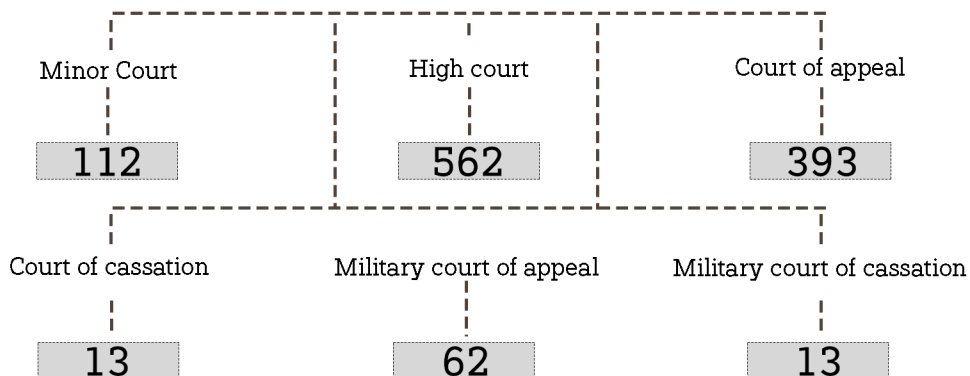 Minor Court
High court
Court of appeal
112
562
393
Court of cassation
Military court of appeal
Military court of cassation
13
62
13